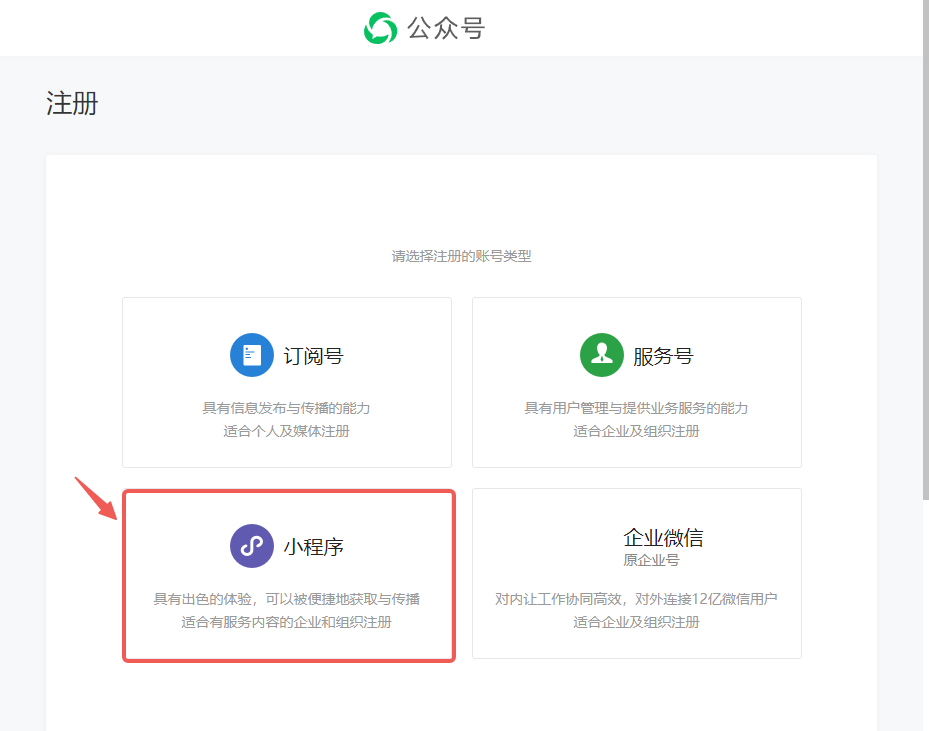 公众号
注册
请选择注册的账号类型
订阅号
具有信息发布与传播的能力
适合个人及媒体注册
服务号
具有用户管理与提供业务服务的能力
适合企业及组织注册
小程序
具有出色的体验，可以被便捷地获取与传播
适合有服务内容的企业和组织注册
企业微信
原企业号
对内让工作协同高效，对外连接12亿微信用户
适合企业及组织注册